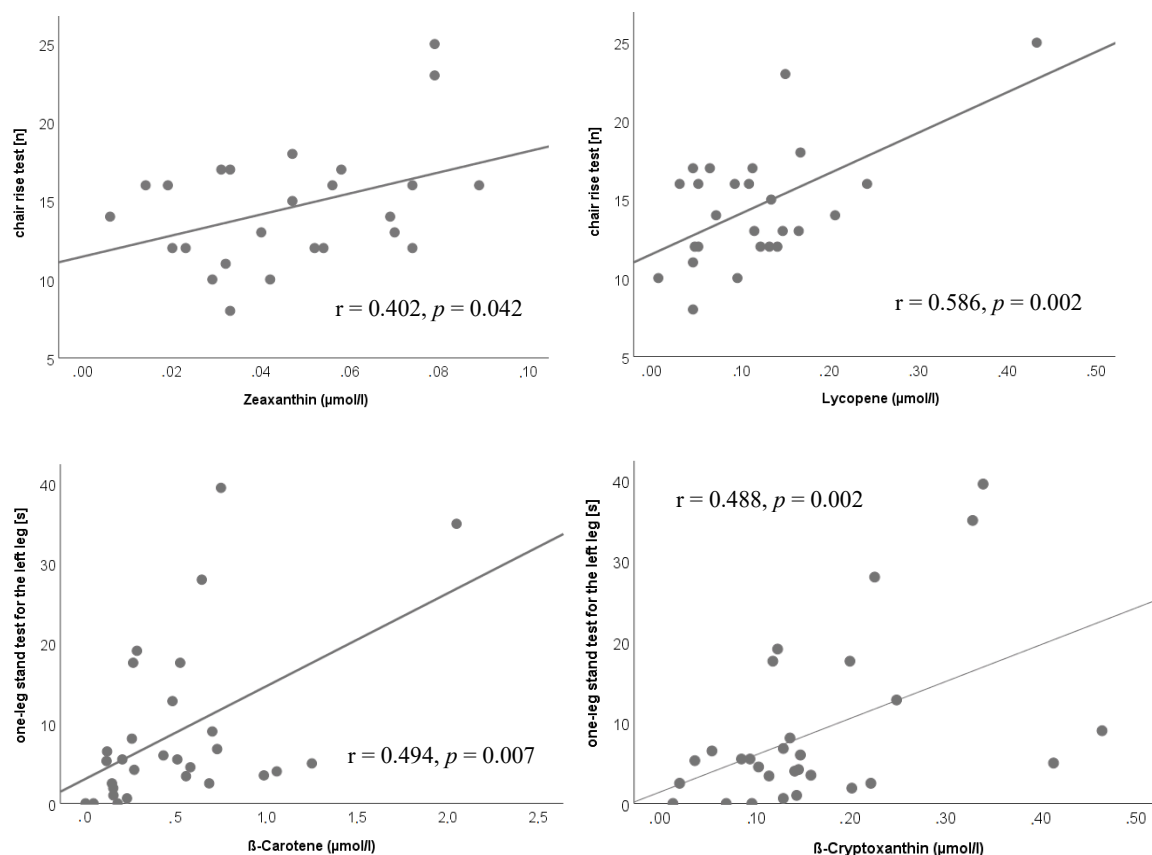 chair rise test [n]
25
20
15
10
5
.00 .02 .04 .06 .08 .10
Zeaxanthin (µmol/l)
r = 0.402, p = 0.042
chair rise test [n]
25
20
15
10
5
.00 .10 .20 .30 .40 .50
Lycopene (µmol/l)
r = 0.586, p = 0.002
one-leg stand test for the left leg [s]
40
30
20
10
0
.0 .5 1.0 1.5 2.0 2.5
ß-Carotene (µmol/l)
r = 0.494, p = 0.007
one-leg stand test for the left leg [s]
40
30
20
10
0
.00 .10 .20 .30 .40 .50
ß-Cryptoxanthin (µmol/l)
r = 0.488, p = 0.002